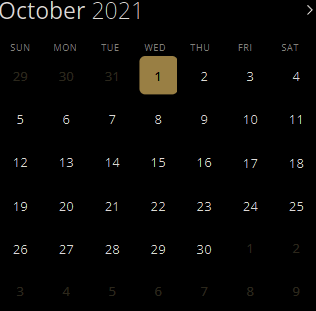 October 2021
SUN MON TUE WED THU FRI SAT
29 30 31 1 2 3 4
5 6 7 8 9 10 11
12 13 14 15 16 17 18
19 20 21 22 23 24 25
26 27 28 29 30 1 2
3 4 5 6 7 8 9